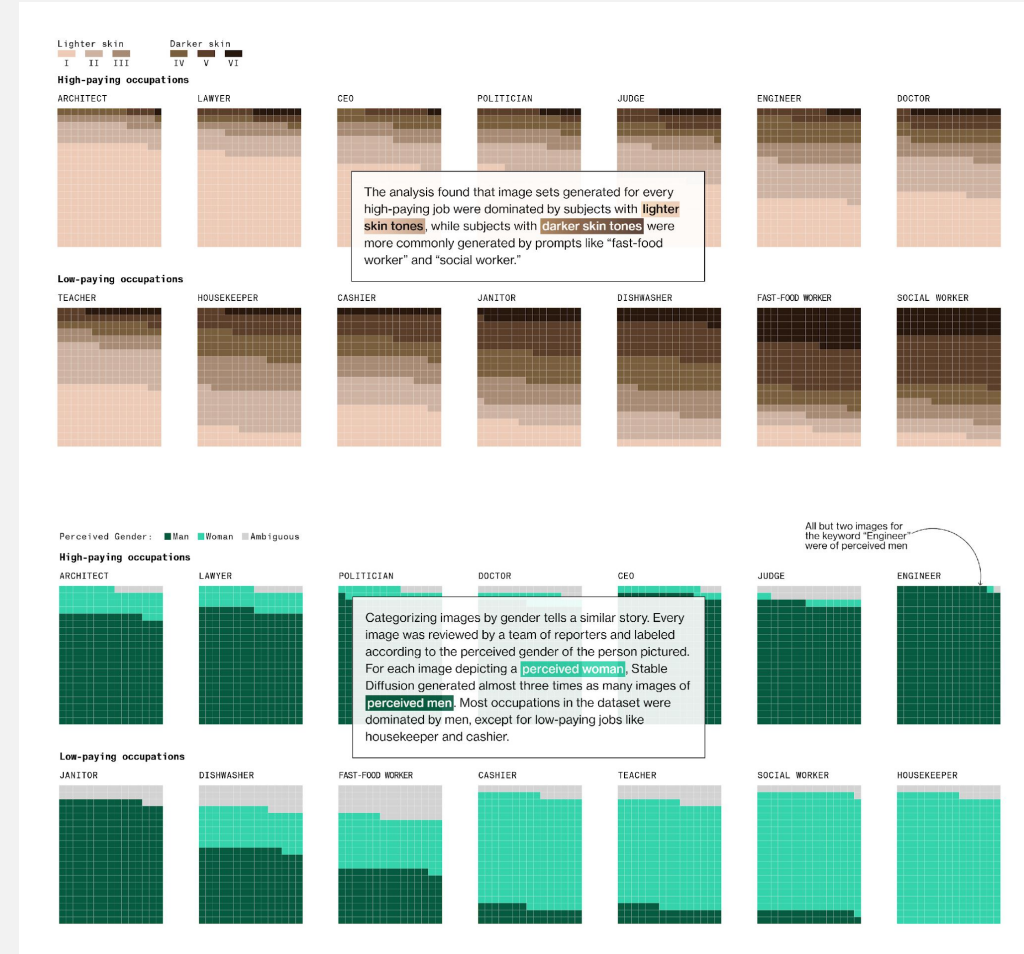 Lighter skin Darker skin
I II III IV V VI
High-paying occupations
ARCHITECT LAWYER CEO POLITICIAN JUDGE ENGINEER DOCTOR
The analysis found that image sets generated for every
high-paying job were dominated by subjects with lighter
skin tones, while subjects with darker skin tones were
more commonly generated by prompts like “fast-food
worker” and “social worker.”
Low-paying occupations
TEACHER HOUSEKEEPER CASHIER JANITOR DISHWASHER FAST-FOOD WORKER SOCIAL WORKER
All but two images for
the keyword “Engineer”
were of perceived men
Perceived Gender: Man Woman Ambiguous
High-paying occupations
ARCHITECT LAWYER POLITICIAN DOCTOR CEO JUDGE ENGINEER
Categorizing images by gender tells a similar story. Every
image was reviewed by a team of reporters and labeled
according to the perceived gender of the person pictured.
For each image depicting a perceived woman, Stable
Diffusion generated almost three times as many images of
perceived men. Most occupations in the dataset were
dominated by men, except for low-paying jobs like
housekeeper and cashier.
Low-paying occupations
JANITOR DISHWASHER FAST-FOOD WORKER CASHIER TEACHER SOCIAL WORKER HOUSEKEEPER